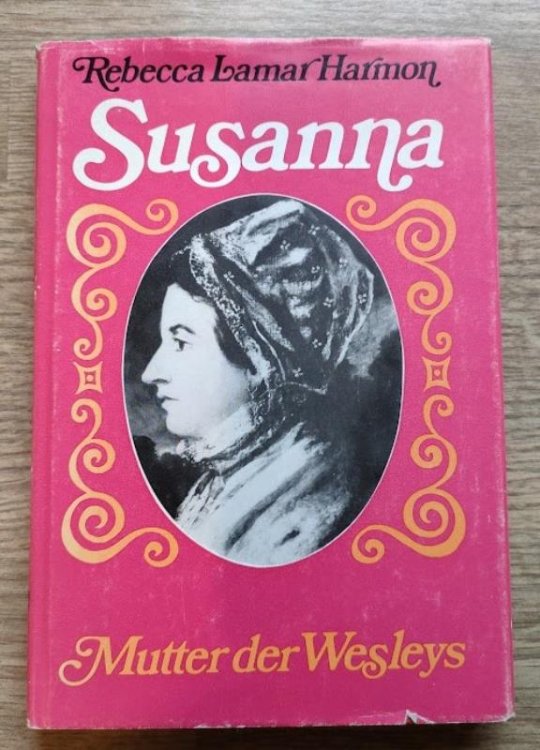 Rebecca Lamar Harmon
Susanna
Mutter der Wesleys